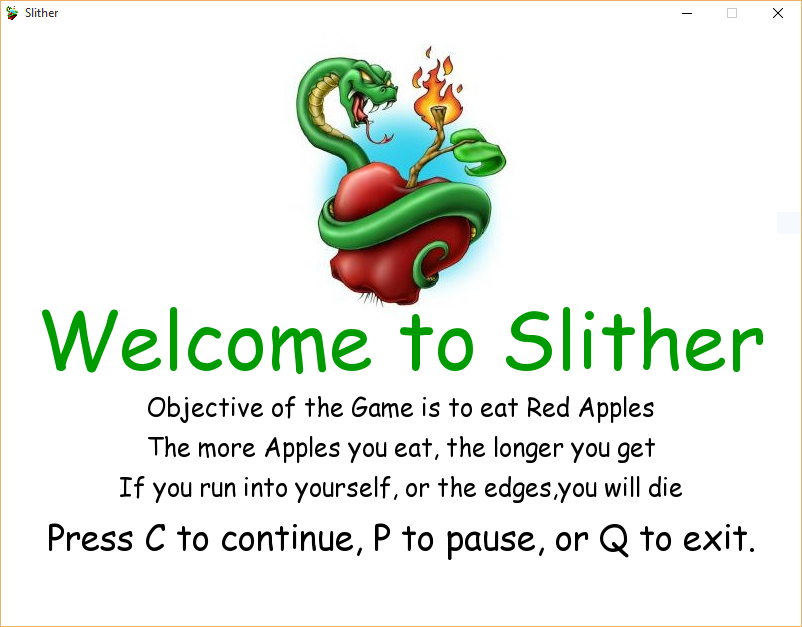 Slither
Welcome to Slither
Objective of the Game is to eat Red Apples
The more Apples you eat, the longer you get
If you run into yourself, or the edges,you will die
Press C to continue, P to pause, or Q to exit.